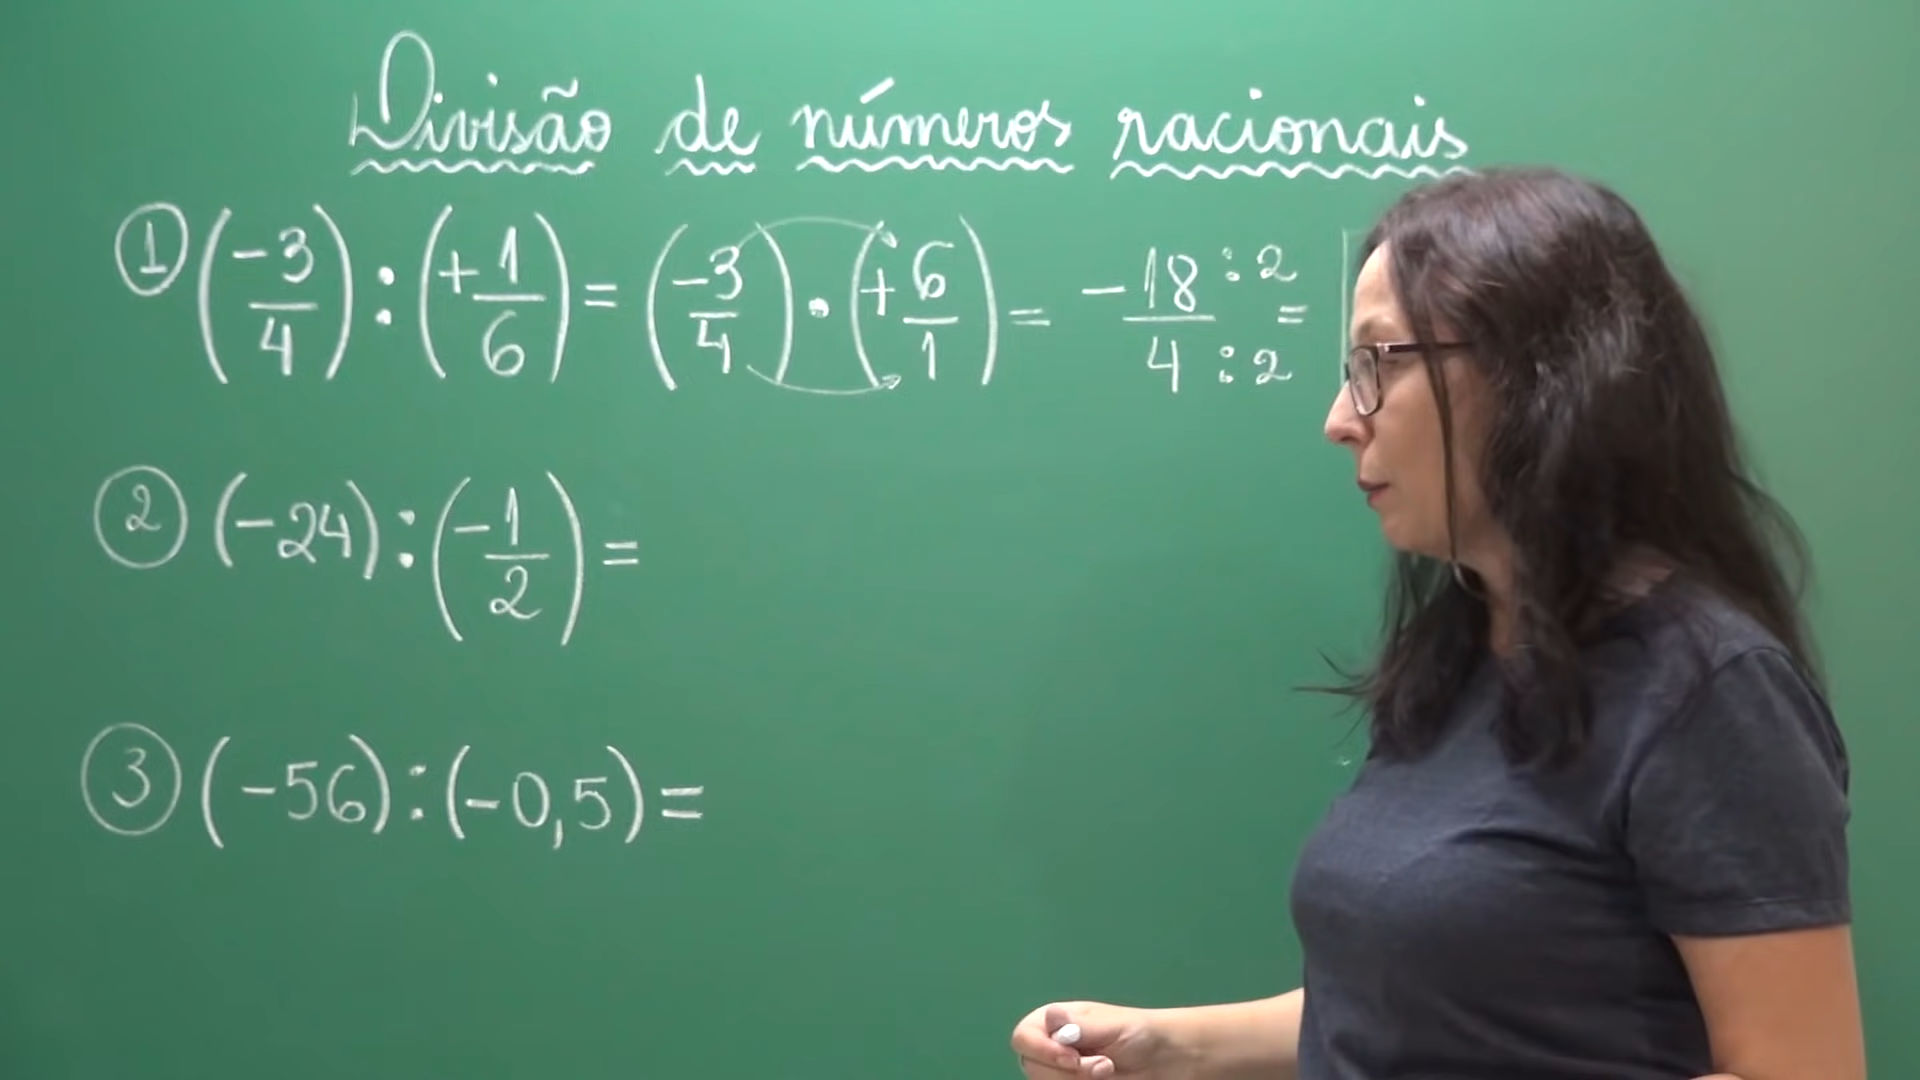 Divisão de números racionais
① (-3/4) : (+1/6) = (-3/4) · (+6/1) = -18:2/4:2 =
② (-24) : (-1/2) =
③ (-56) : (-0,5) =